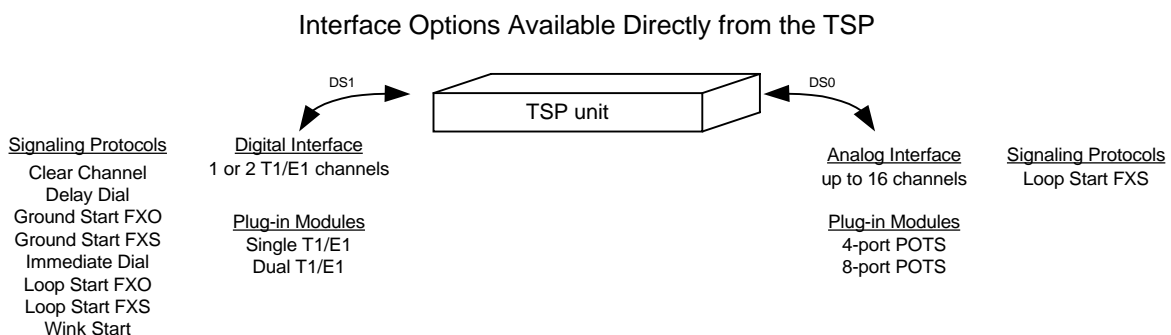 Interface Options Available Directly from the TSP
DS1
DS0
TSP unit
Signaling Protocols
Clear Channel
Delay Dial
Ground Start FXO
Ground Start FXS
Immediate Dial
Loop Start FXO
Loop Start FXS
Wink Start
Digital Interface
1 or 2 T1/E1 channels
Plug-in Modules
Single T1/E1
Dual T1/E1
Analog Interface
up to 16 channels
Plug-in Modules
4-port POTS
8-port POTS
Signaling Protocols
Loop Start FXS